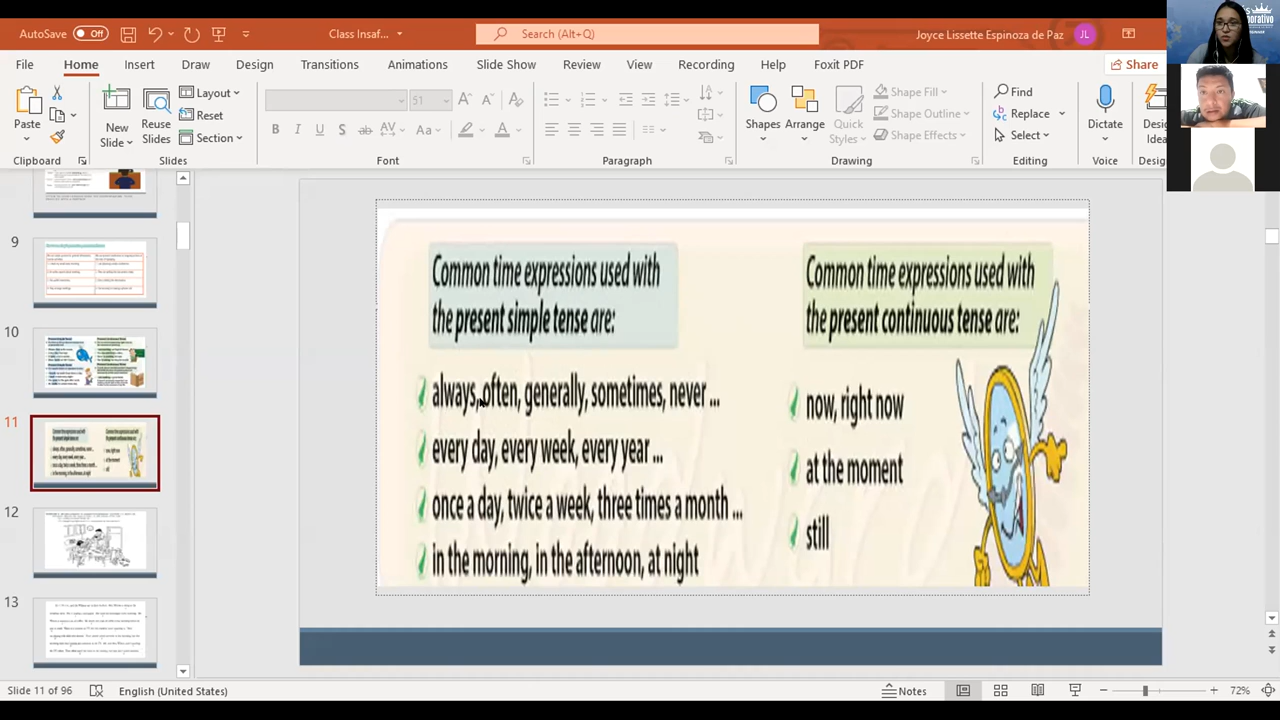 AutoSave Off Class Insaf... Search (Alt+Q) Joyce Lissette Espinoza de Paz JL
File Home Insert Draw Design Transitions Animations Slide Show Review View Recording Help Foxit PDF Share
Paste
New Slide
Reuse Slides
Layout
Reset
Section
51
B I U S ab AV Aa A
Shapes
Arrange
Quick Styles
Shape Fill
Shape Outline
Shape Effects
Find
Replace
Select
Dictate
Clipboard Slides Font Paragraph Drawing Editing Voice
9
10
11
12
13
Common time expressions used with
the present simple tense are:
always, often, generally, sometimes, never ...
every day, every week, every year ...
once a day, twice a week, three times a month ...
in the morning, in the afternoon, at night
Common time expressions used with
the present continuous tense are:
now, right now
at the moment
still
Slide 11 of 96 English (United States) Notes 72%